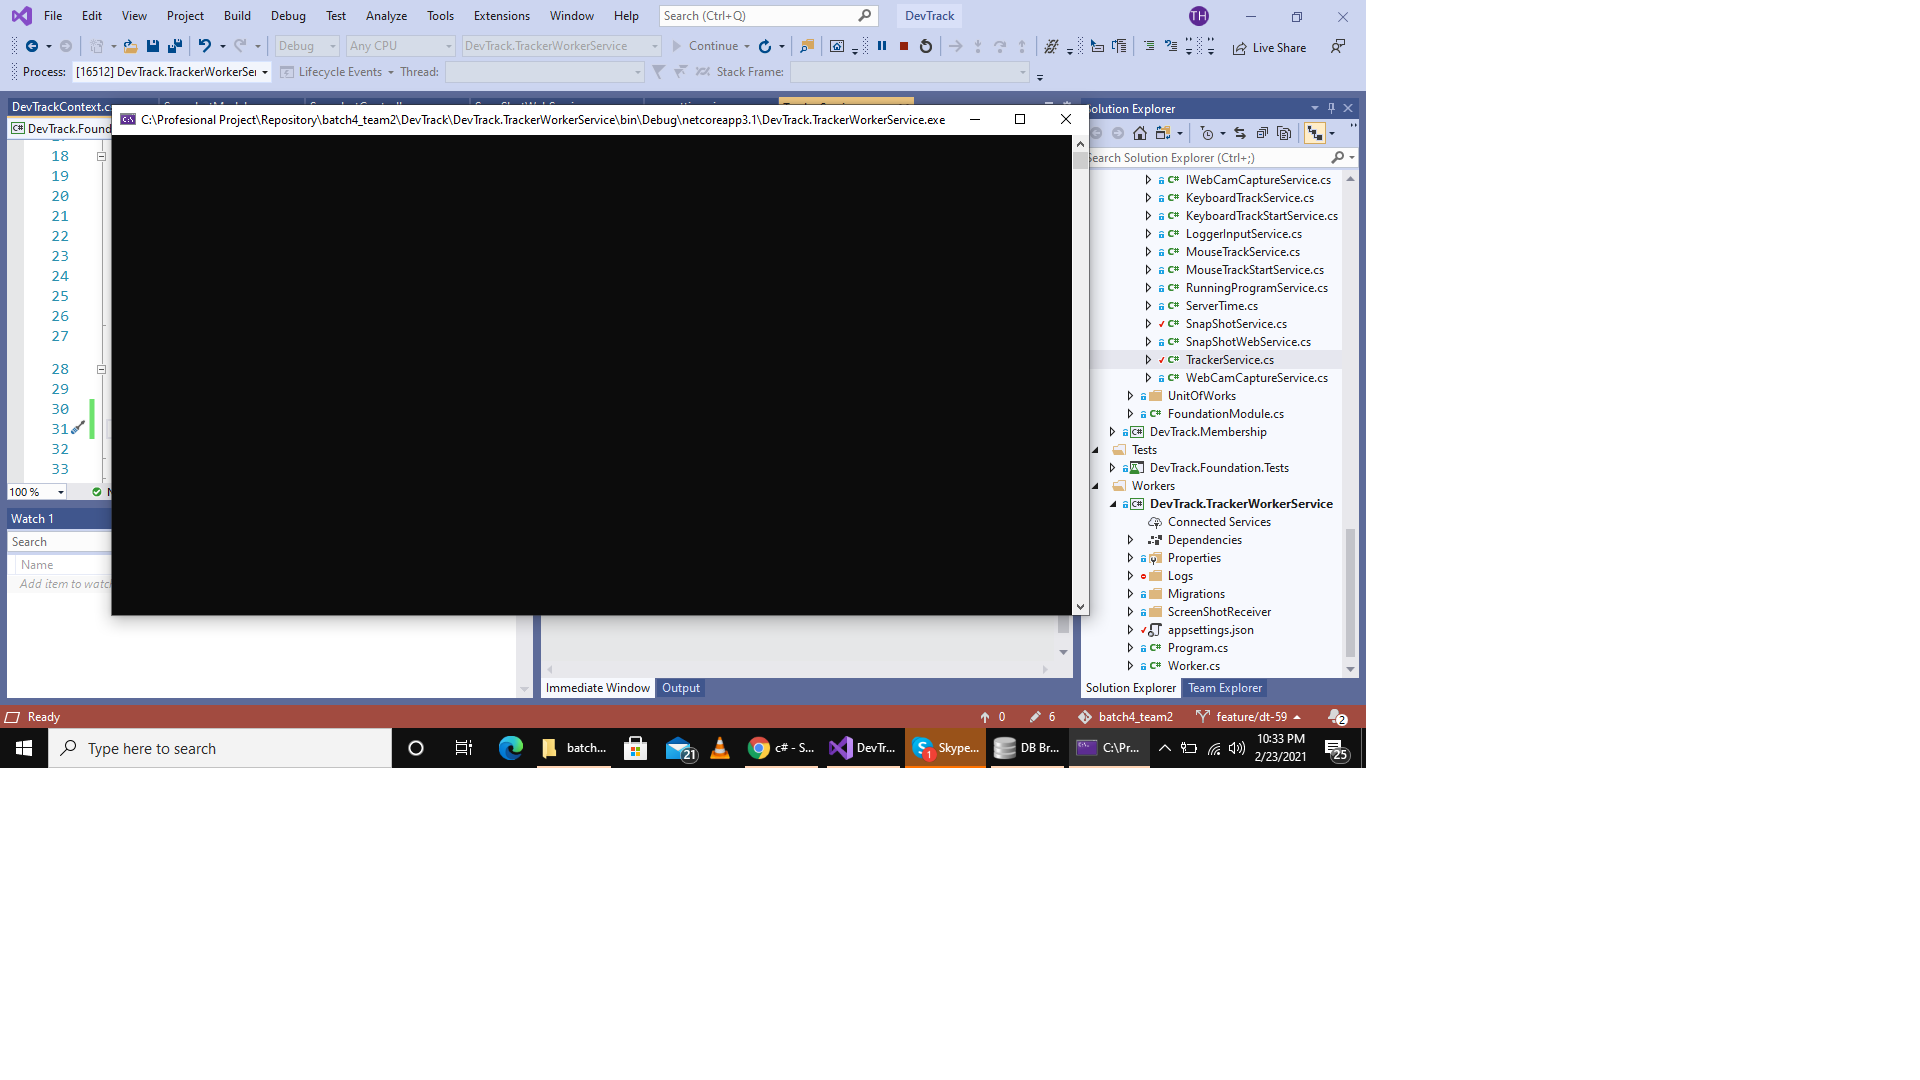 File Edit View Project Build Debug Test Analyze Tools Extensions Window Help Search (Ctrl+Q) DevTrack TH
Debug Any CPU DevTrack.TrackerWorkerService Continue Live Share
Process: [16512] DevTrack.TrackerWorkerSer Lifecycle Events Thread: Stack Frame:
DevTrackContext.c
Solution Explorer
C:\Profesional Project\Repository\batch4_team2\DevTrack\DevTrack.TrackerWorkerService\bin\Debug\netcoreapp3.1\DevTrack.TrackerWorkerService.exe
DevTrack.Found
Search Solution Explorer (Ctrl+;)
18
19
20
21
22
23
24
25
26
27
28
29
30
31
32
33
100 %
Watch 1
Search
Name
Add item to watch
IWebCamCaptureService.cs
KeyboardTrackService.cs
KeyboardTrackStartService.cs
LoggerInputService.cs
MouseTrackService.cs
MouseTrackStartService.cs
RunningProgramService.cs
ServerTime.cs
SnapShotService.cs
SnapShotWebService.cs
TrackerService.cs
WebCamCaptureService.cs
UnitOfWorks
FoundationModule.cs
DevTrack.Membership
Tests
DevTrack.Foundation.Tests
Workers
DevTrack.TrackerWorkerService
Connected Services
Dependencies
Properties
Logs
Migrations
ScreenShotReceiver
appsettings.json
Program.cs
Worker.cs
Immediate Window Output
Solution Explorer Team Explorer
Ready 0 6 batch4_team2 feature/dt-59 2
Type here to search batch... 21 c# - S... DevTr... Skype... 1 DB Br... C:\Pr... 10:33 PM 25
2/23/2021